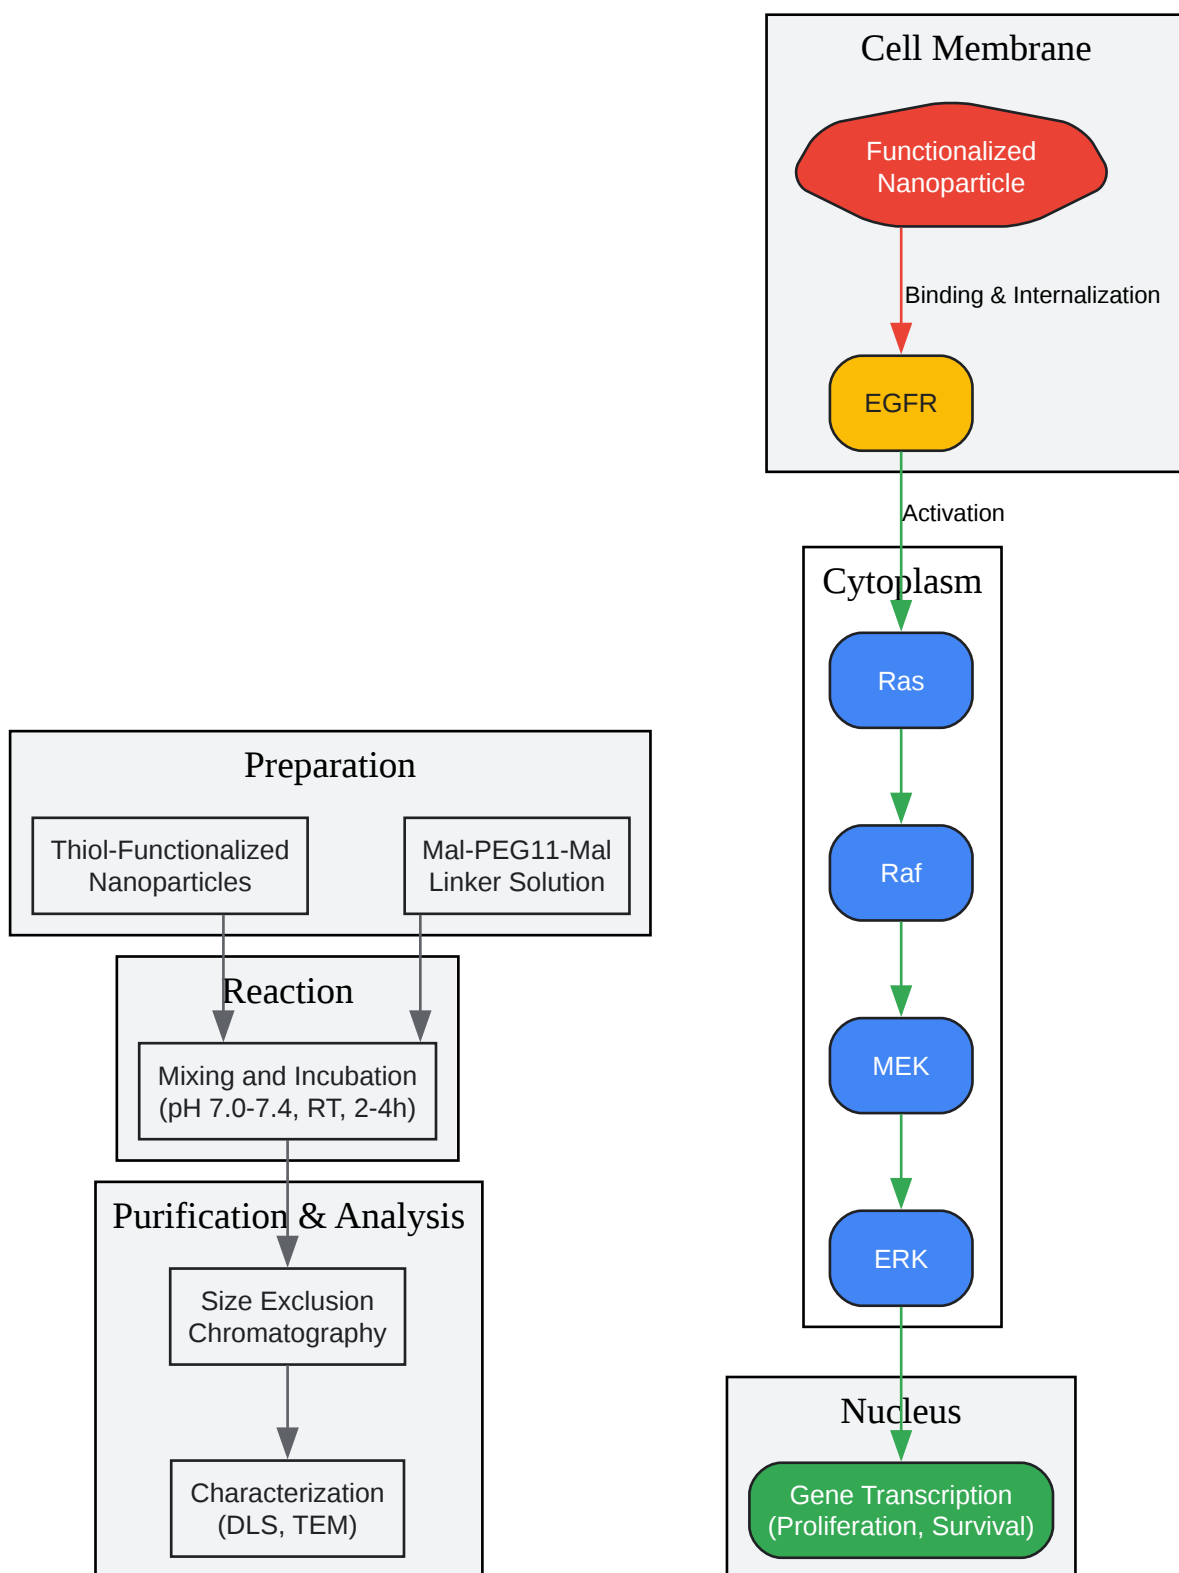 Cell Membrane
Functionalized
Nanoparticle
Binding & Internalization
EGFR
Activation
Cytoplasm
Ras
Raf
MEK
ERK
Nucleus
Gene Transcription
(Proliferation, Survival)
Preparation
Thiol-Functionalized
Nanoparticles
Mal-PEG11-Mal
Linker Solution
Reaction
Mixing and Incubation
(pH 7.0-7.4, RT, 2-4h)
Purification & Analysis
Size Exclusion
Chromatography
Characterization
(DLS, TEM)